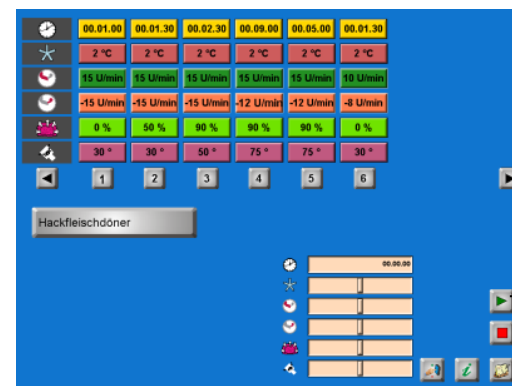 00.01.00 00.01.30 00.02.30 00.09.00 00.05.00 00.01.30
2 °C 2 °C 2 °C 2 °C 2 °C 2 °C
15 U/min 15 U/min 15 U/min 15 U/min 15 U/min 10 U/min
-15 U/min -15 U/min -15 U/min -12 U/min -12 U/min -8 U/min
0 % 50 % 90 % 90 % 90 % 0 %
30 ° 30 ° 50 ° 75 ° 75 ° 30 °
1 2 3 4 5 6
Hackfleischdöner
00.00.00
i